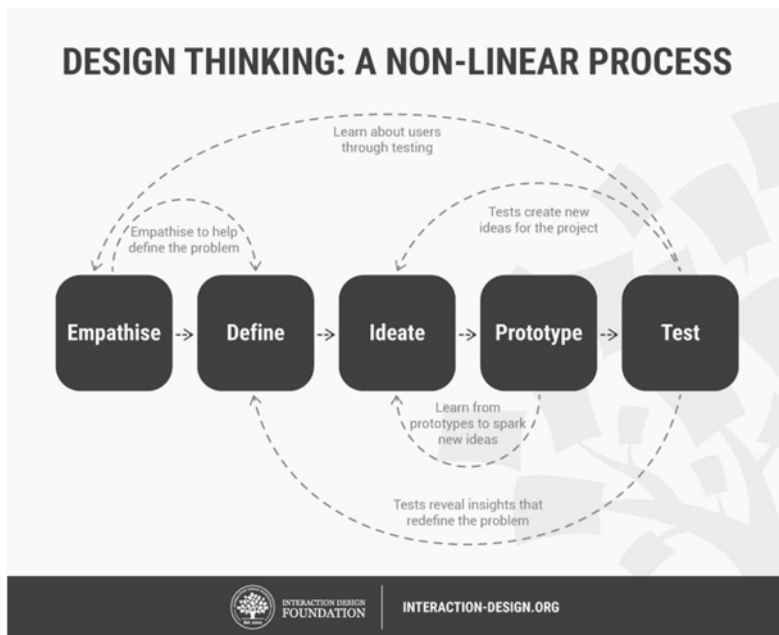 DESIGN THINKING: A NON-LINEAR PROCESS
Learn about users
through testing
Empathise to help
define the problem
Tests create new
ideas for the project
Empathise
Define
Ideate
Prototype
Test
Learn from
prototypes to spark
new ideas
Tests reveal insights that
redefine the problem
INTERACTION DESIGN
FOUNDATION
INTERACTION-DESIGN.ORG